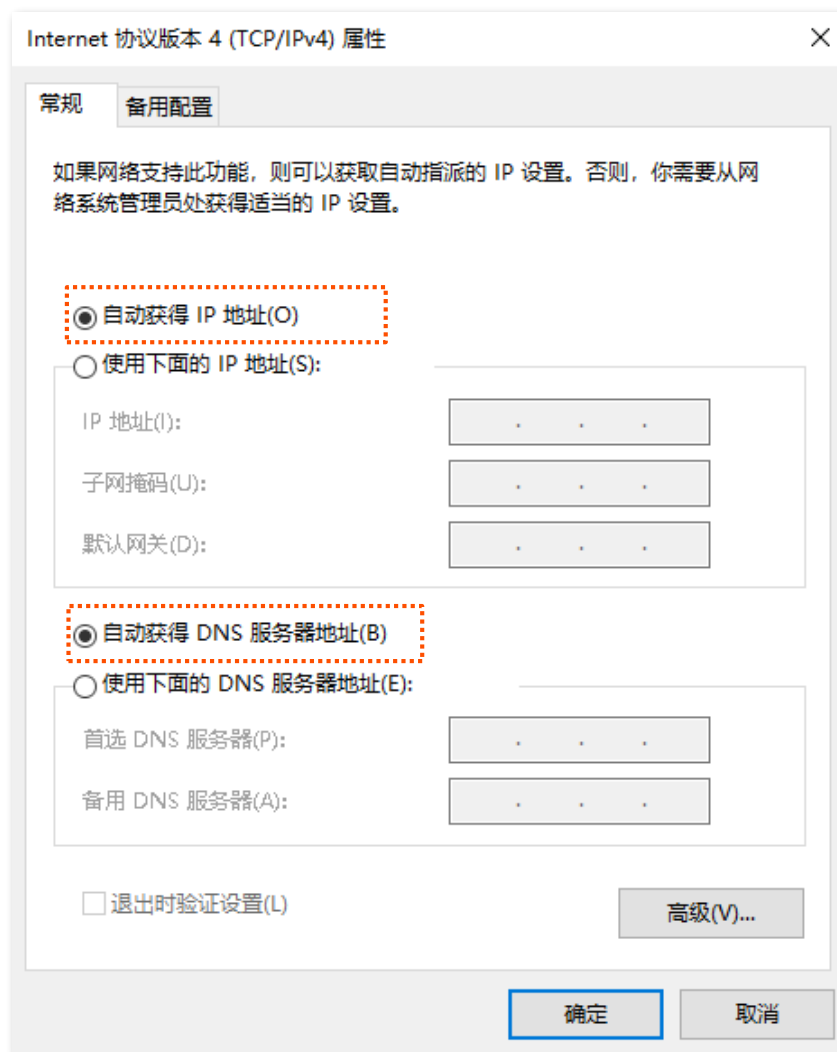 Internet 协议版本 4 (TCP/IPv4) 属性
常规
备用配置
如果网络支持此功能，则可以获取自动指派的 IP 设置。否则，你需要从网
络系统管理员处获得适当的 IP 设置。
自动获得 IP 地址(O)
使用下面的 IP 地址(S):
IP 地址(I):
子网掩码(U):
默认网关(D):
自动获得 DNS 服务器地址(B)
使用下面的 DNS 服务器地址(E):
首选 DNS 服务器(P):
备用 DNS 服务器(A):
退出时验证设置(L)
高级(V)...
确定
取消